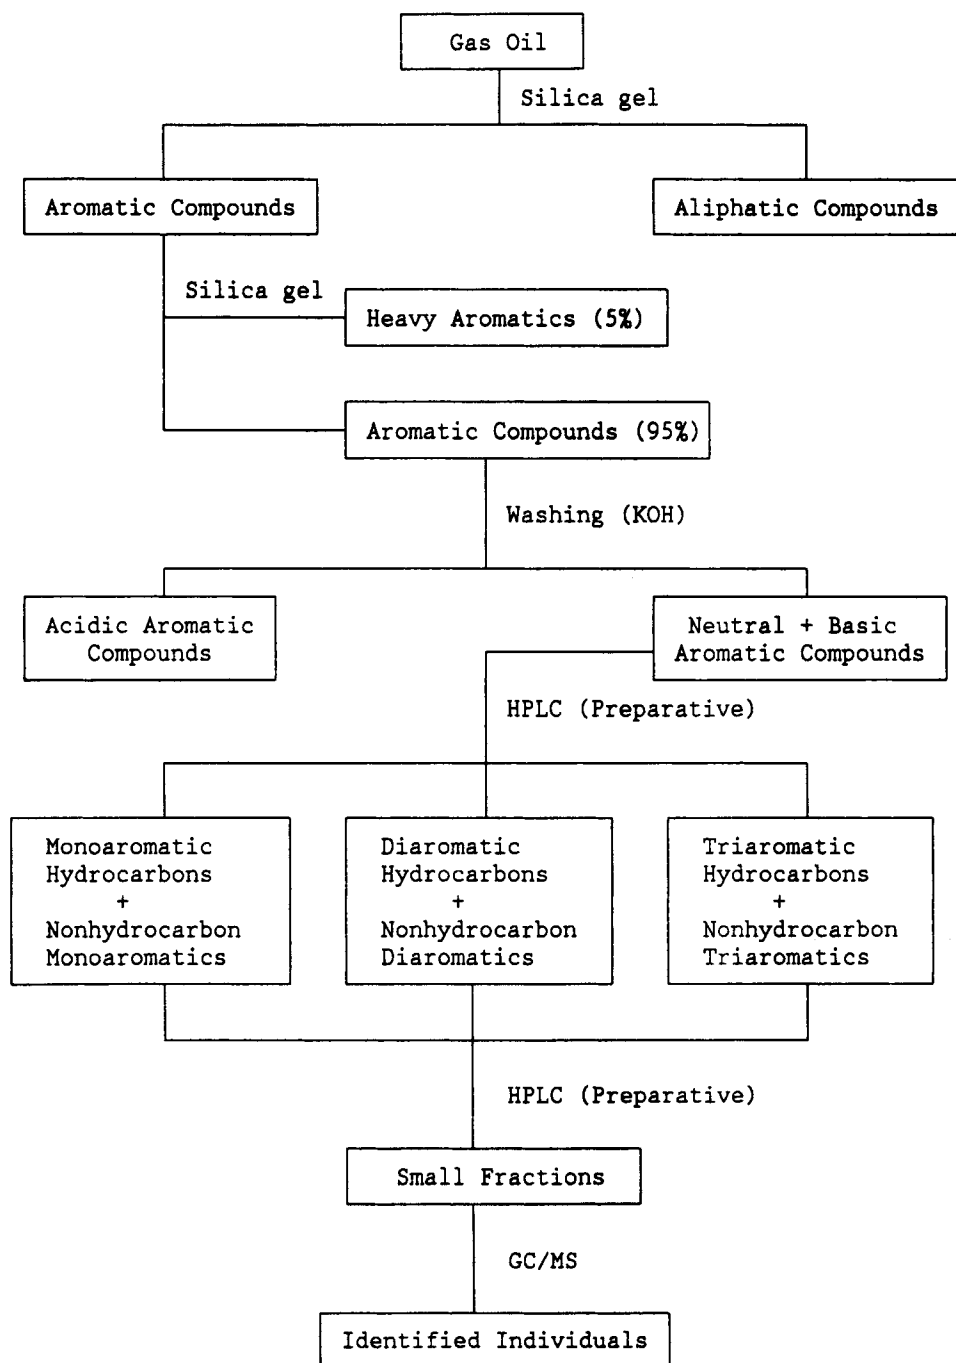 Gas Oil
Silica gel
Aromatic Compounds
Aliphatic Compounds
Silica gel
Heavy Aromatics (5%)
Aromatic Compounds (95%)
Washing (KOH)
Acidic Aromatic
Compounds
Neutral + Basic
Aromatic Compounds
HPLC (Preparative)
Monoaromatic
Hydrocarbons
+
Nonhydrocarbon
Monoaromatics
Diaromatic
Hydrocarbons
+
Nonhydrocarbon
Diaromatics
Triaromatic
Hydrocarbons
+
Nonhydrocarbon
Triaromatics
HPLC (Preparative)
Small Fractions
GC/MS
Identified Individuals